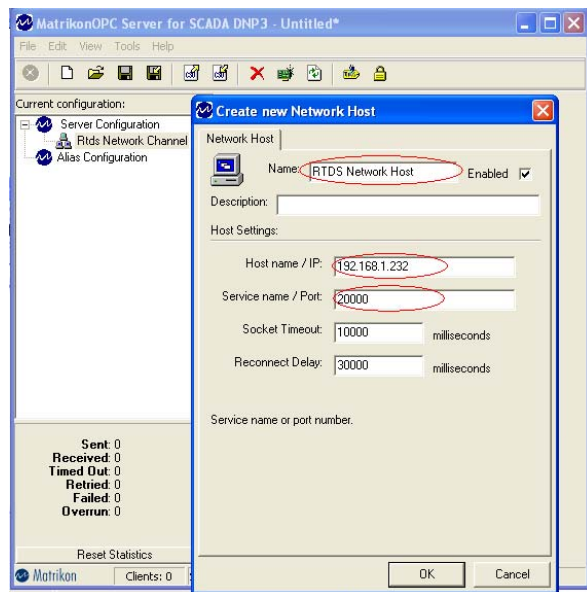 MatrikonOPC Server for SCADA DNP3 - Untitled*
File Edit View Tools Help
Current configuration:
Server Configuration
Rtds Network Channel
Alias Configuration
Create new Network Host
Network Host
Name: RTDS Network Host Enabled
Description:
Host Settings:
Host name / IP: 192.168.1.232
Service name / Port: 20000
Socket Timeout: 10000 milliseconds
Reconnect Delay: 30000 milliseconds
Service name or port number.
Sent: 0
Received: 0
Timed Out: 0
Retried: 0
Failed: 0
Overrun: 0
Reset Statistics
Matrikon Clients: 0
OK Cancel